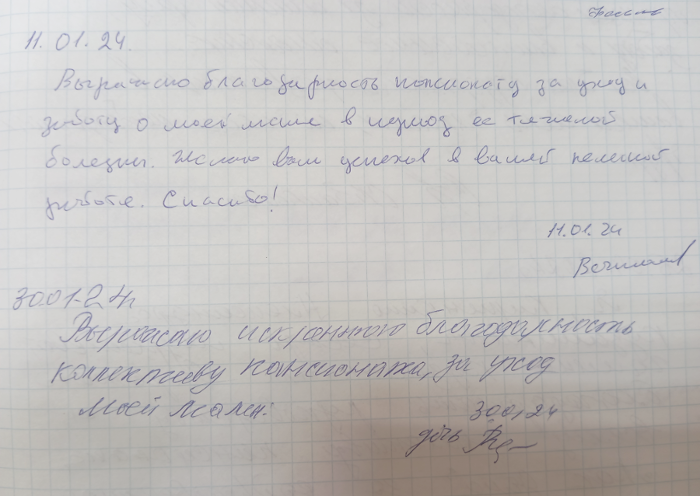 11.01.24.
Выражаю благодарность пансионату за уход и
заботу о моей маме в период ее тяжелой
болезни. Желаю вам успехов в вашей нелегкой
работе. Спасибо!
11.01.24
30.01.24г
Выражаю искреннюю благодарность
коллективу пансионата, за уход
моей мамы.
30.01.24
дочь